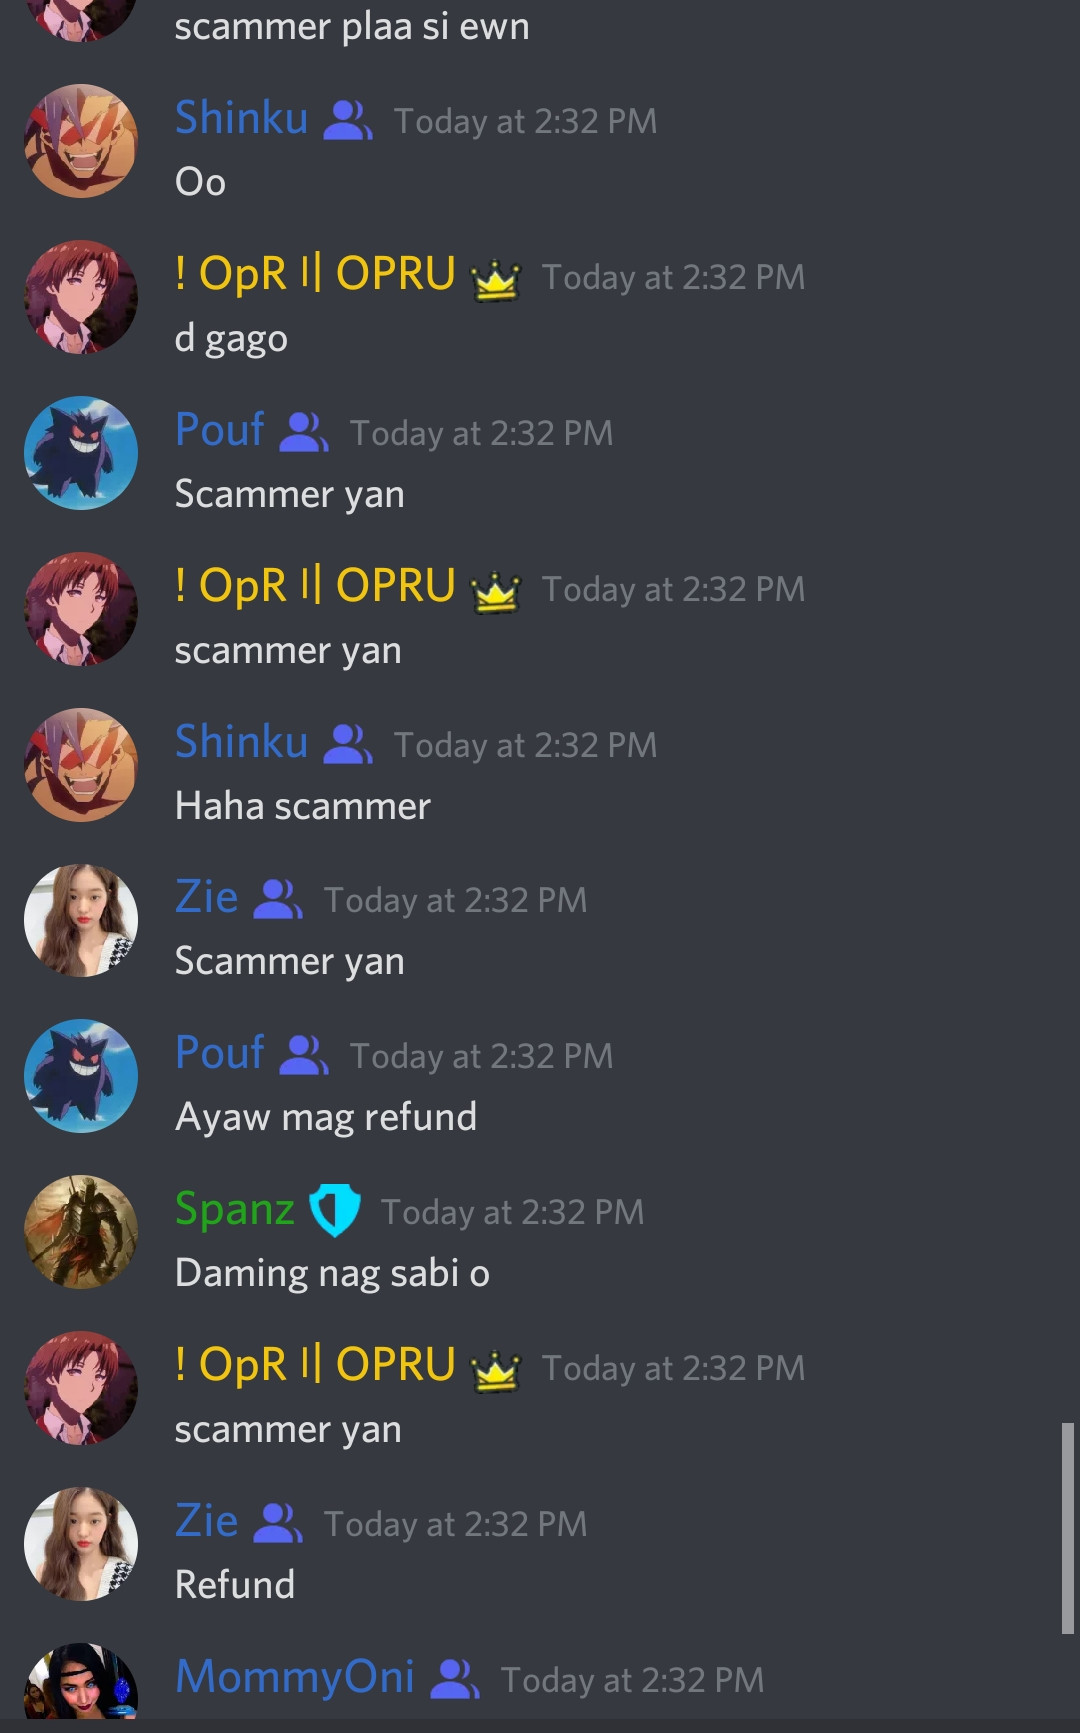 scammer plaa si ewn
Shinku Today at 2:32 PM
Oo
! OpR l| OPRU Today at 2:32 PM
d gago
Pouf Today at 2:32 PM
Scammer yan
! OpR l| OPRU Today at 2:32 PM
scammer yan
Shinku Today at 2:32 PM
Haha scammer
Zie Today at 2:32 PM
Scammer yan
Pouf Today at 2:32 PM
Ayaw mag refund
Spanz Today at 2:32 PM
Daming nag sabi o
! OpR l| OPRU Today at 2:32 PM
scammer yan
Zie Today at 2:32 PM
Refund
MommyOni Today at 2:32 PM